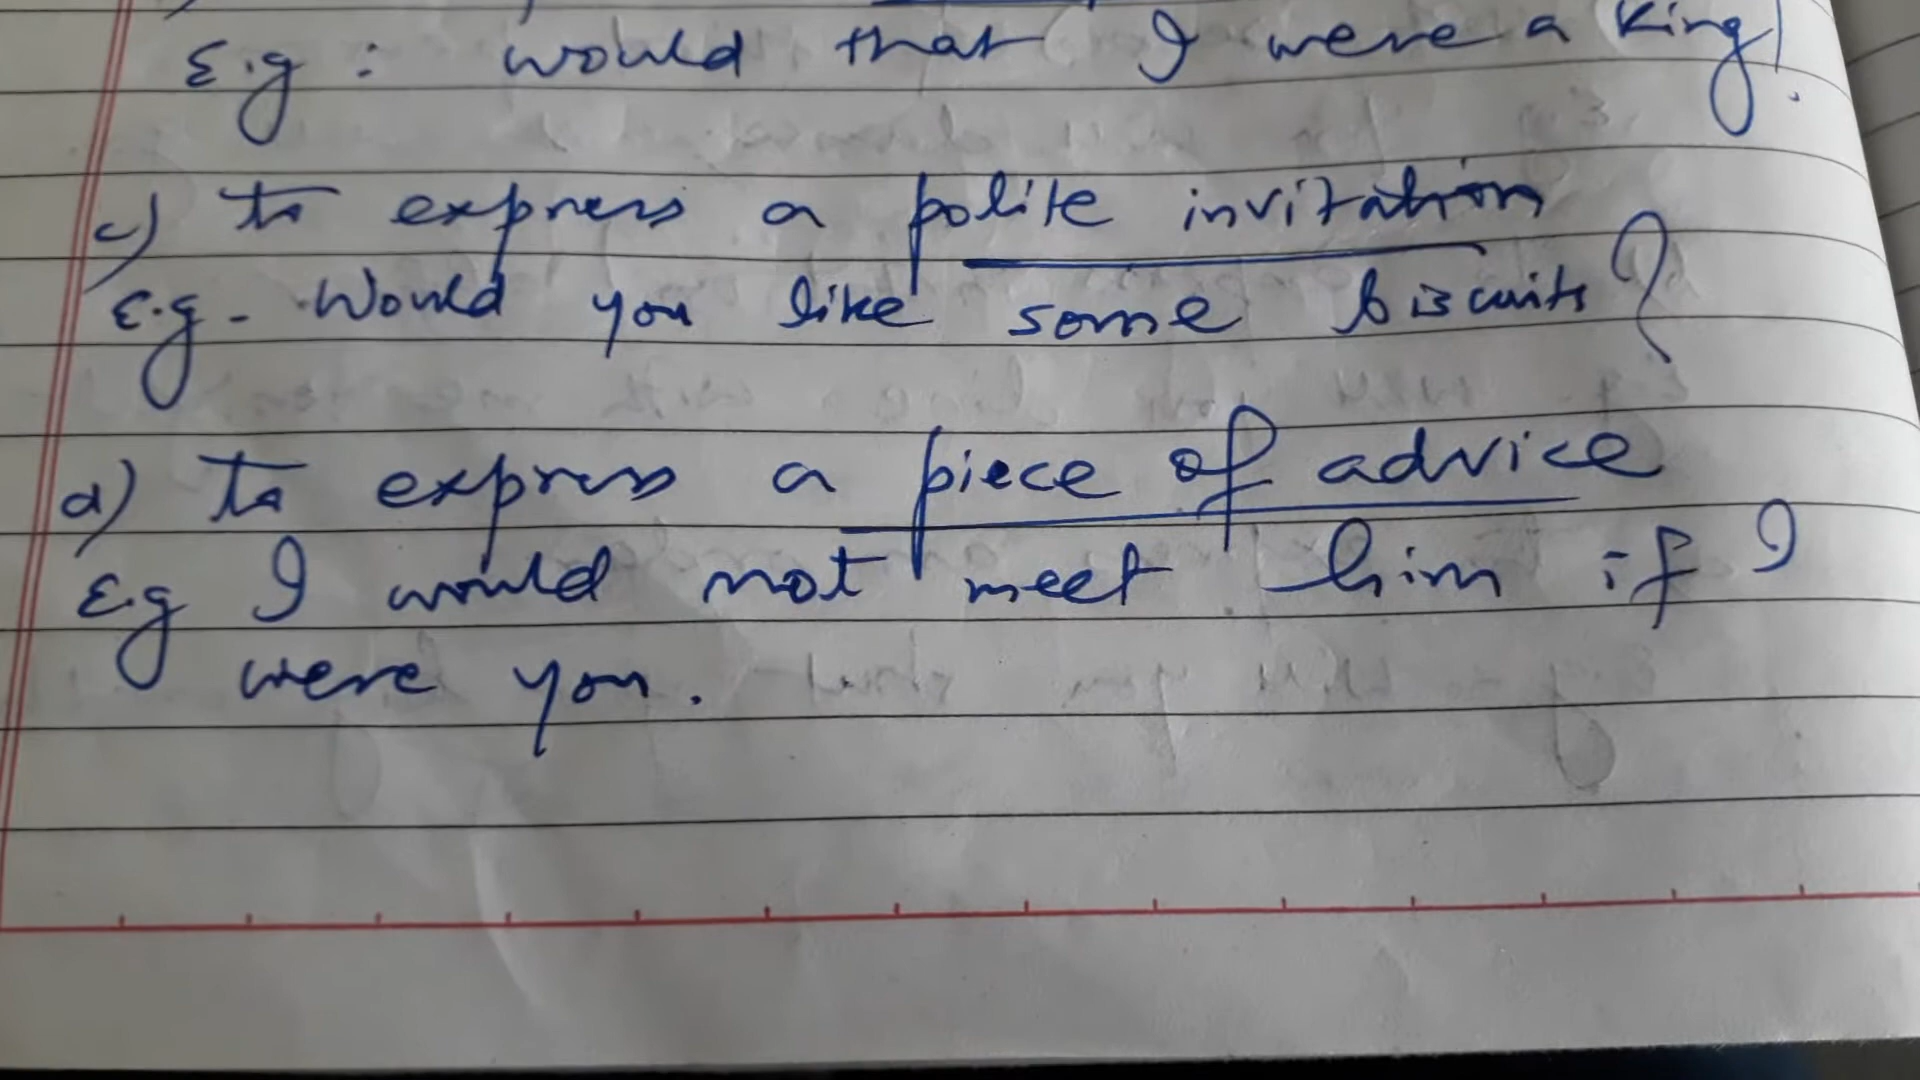 E.g : would that I were a King!
c) to express a polite invitation
E.g - Would you like some biscuits?
d) To express a piece of advice
E.g I would not meet him if I
were you.